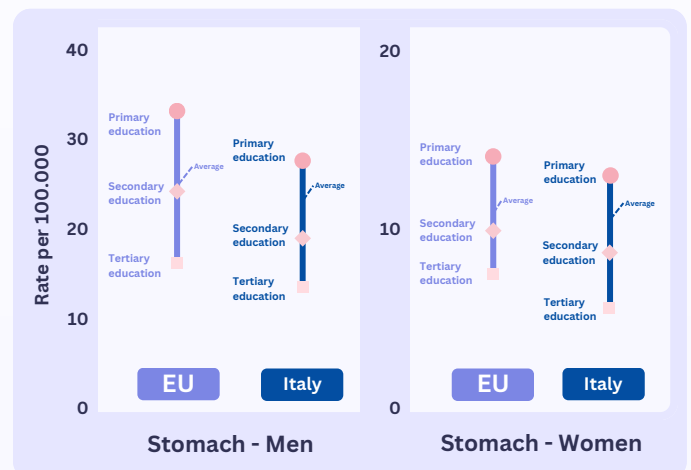 Rate per 100.000
40
30
20
10
0
Primary
education
Average
Secondary
education
Tertiary
education
Primary
education
Average
Secondary
education
Tertiary
education
EU
Italy
Stomach - Men
20
10
0
Primary
education
Average
Secondary
education
Tertiary
education
Primary
education
Average
Secondary
education
Tertiary
education
EU
Italy
Stomach - Women